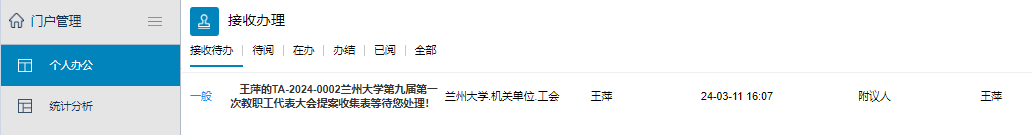 门户管理
接收办理
接收待办 待阅 在办 办结 已阅 全部
个人办公
一般 王萍的TA-2024-0002兰州大学第九届第一 兰州大学.机关单位.工会 王萍 24-03-11 16:07 附议人 王萍
次教职工代表大会提案收集表等待您处理！
统计分析